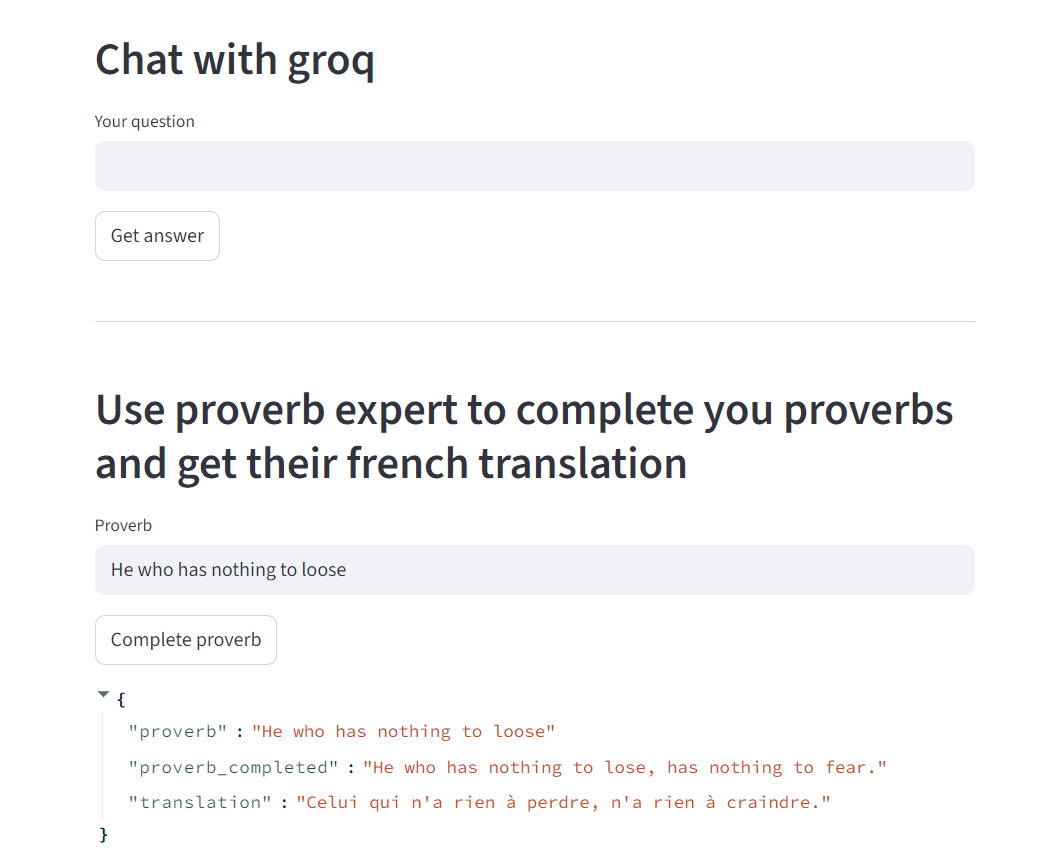 Chat with groq
Your question
Get answer
Use proverb expert to complete you proverbs
and get their french translation
Proverb
He who has nothing to loose
Complete proverb
{
"proverb" : "He who has nothing to loose"
"proverb_completed" : "He who has nothing to lose, has nothing to fear."
"translation" : "Celui qui n'a rien à perdre, n'a rien à craindre."
}